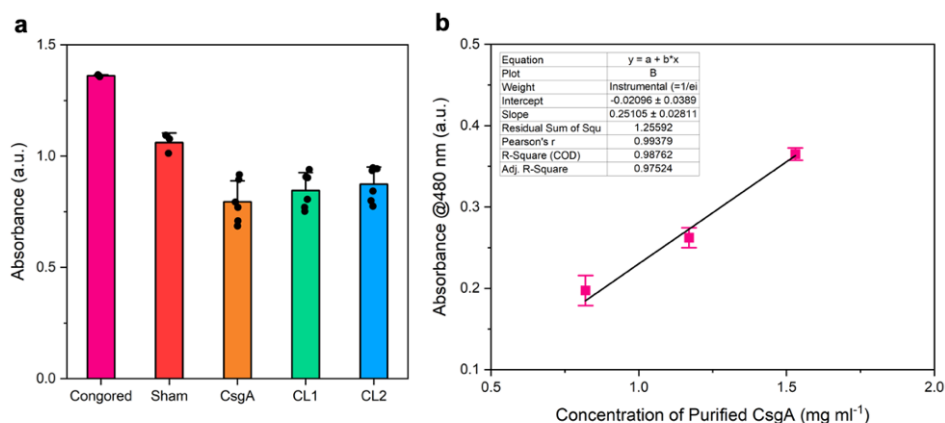 a
Absorbance (a.u.)
1.5
1.0
0.5
0.0
Congored Sham CsgA CL1 CL2
b
Absorbance @480 nm (a.u.)
0.5
0.4
0.3
0.2
0.1
Equation y = a + b*x
Plot B
Weight Instrumental (=1/ei
Intercept -0.02096 ± 0.0389
Slope 0.25105 ± 0.02811
Residual Sum of Squ 1.25592
Pearson's r 0.99379
R-Square (COD) 0.98762
Adj. R-Square 0.97524
0.5 1.0 1.5 2.0
Concentration of Purified CsgA (mg ml⁻¹)